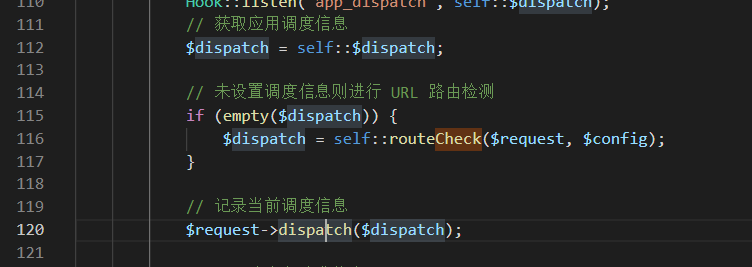 110 Hook::listen('app_dispatch', self::$dispatch);
111 // 获取应用调度信息
112 $dispatch = self::$dispatch;
113
114 // 未设置调度信息则进行 URL 路由检测
115 if (empty($dispatch)) {
116 $dispatch = self::routeCheck($request, $config);
117 }
118
119 // 记录当前调度信息
120 $request->dispatch($dispatch);
121